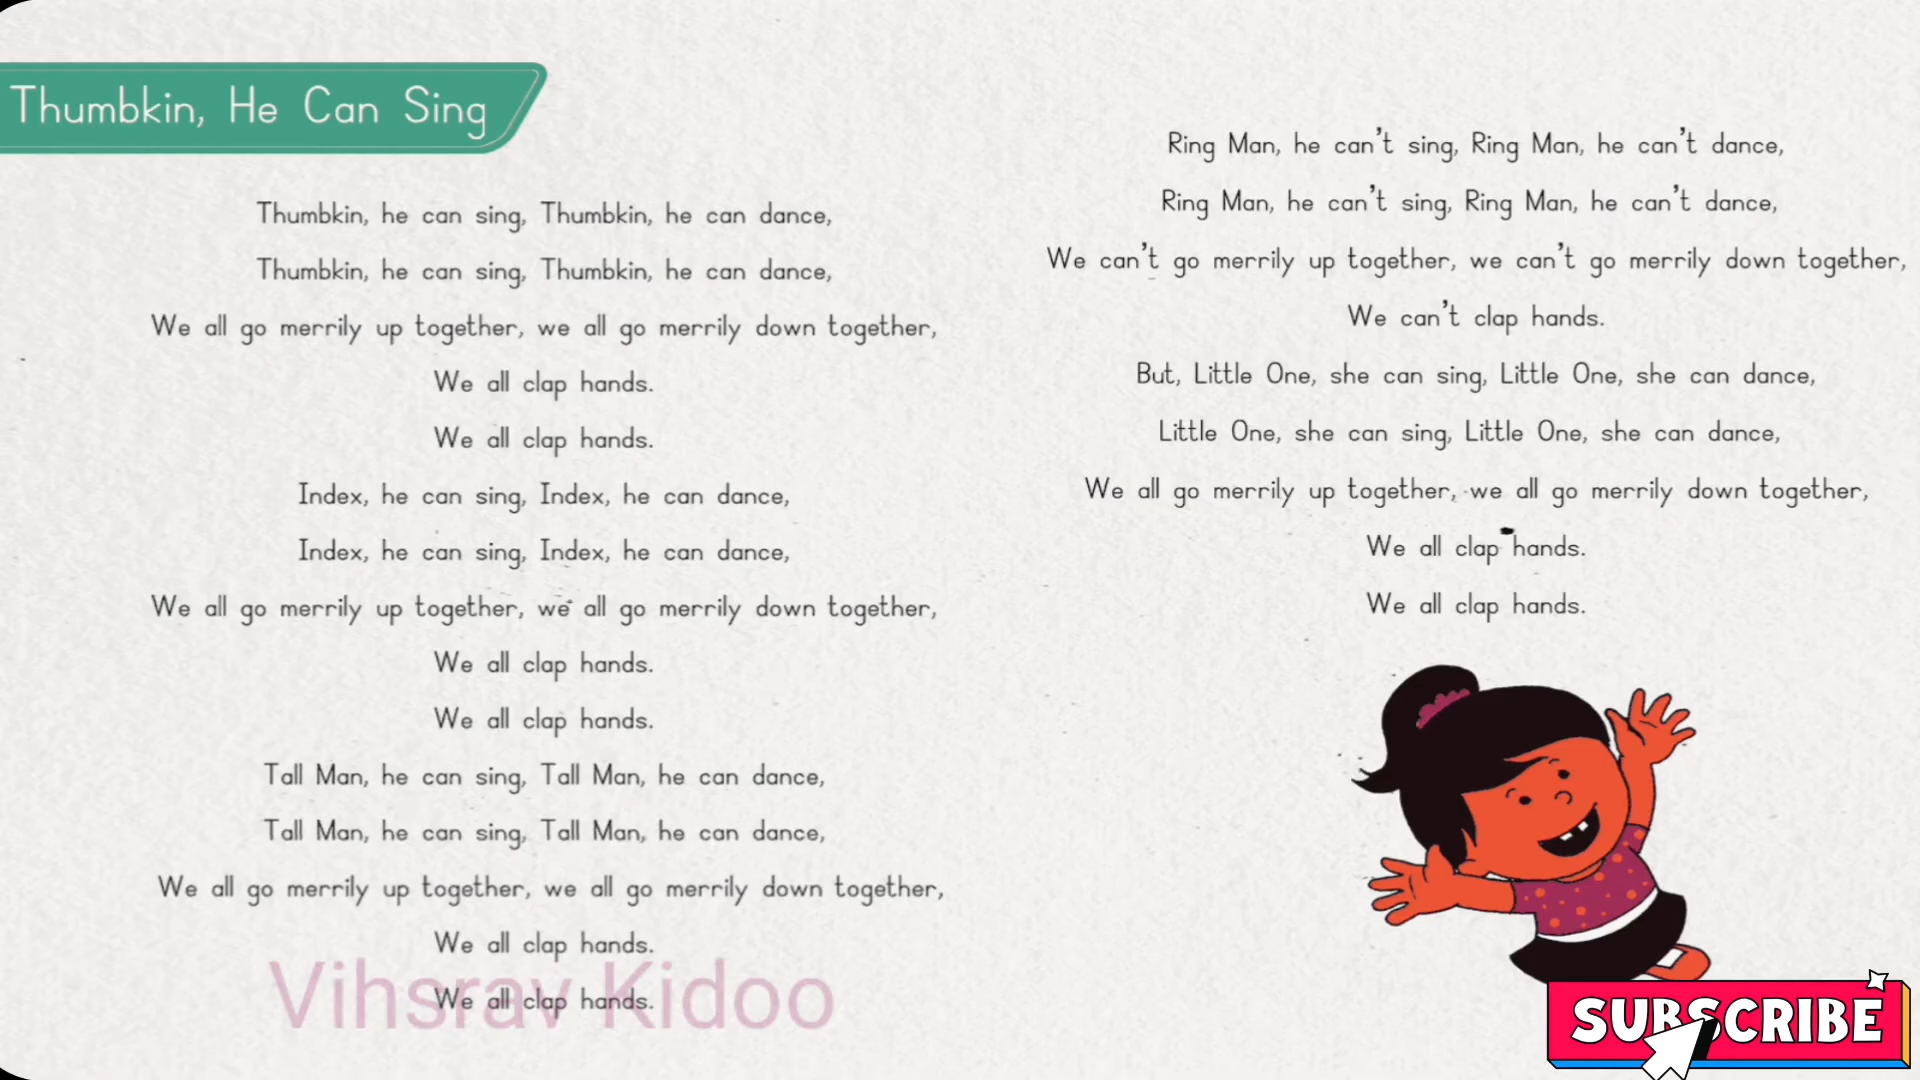 Thumbkin, He Can Sing
Thumbkin, he can sing, Thumbkin, he can dance,
Thumbkin, he can sing, Thumbkin, he can dance,
We all go merrily up together, we all go merrily down together,
We all clap hands.
We all clap hands.
Index, he can sing, Index, he can dance,
Index, he can sing, Index, he can dance,
We all go merrily up together, we all go merrily down together,
We all clap hands.
We all clap hands.
Tall Man, he can sing, Tall Man, he can dance,
Tall Man, he can sing, Tall Man, he can dance,
We all go merrily up together, we all go merrily down together,
We all clap hands.
We all clap hands.
Vihsrav Kidoo
Ring Man, he can't sing, Ring Man, he can't dance,
Ring Man, he can't sing, Ring Man, he can't dance,
We can't go merrily up together, we can't go merrily down together,
We can't clap hands.
But, Little One, she can sing, Little One, she can dance,
Little One, she can sing, Little One, she can dance,
We all go merrily up together, we all go merrily down together,
We all clap hands.
We all clap hands.
SUBSCRIBE